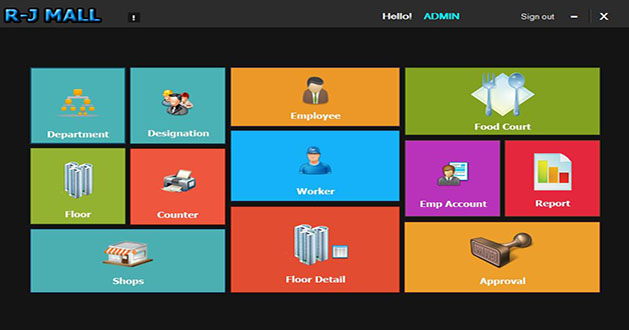 R-J MALL
!
Hello! ADMIN
Sign out
Department
Designation
Employee
Food Court
Floor
Counter
Worker
Emp Account
Report
Shops
Floor Detail
Approval